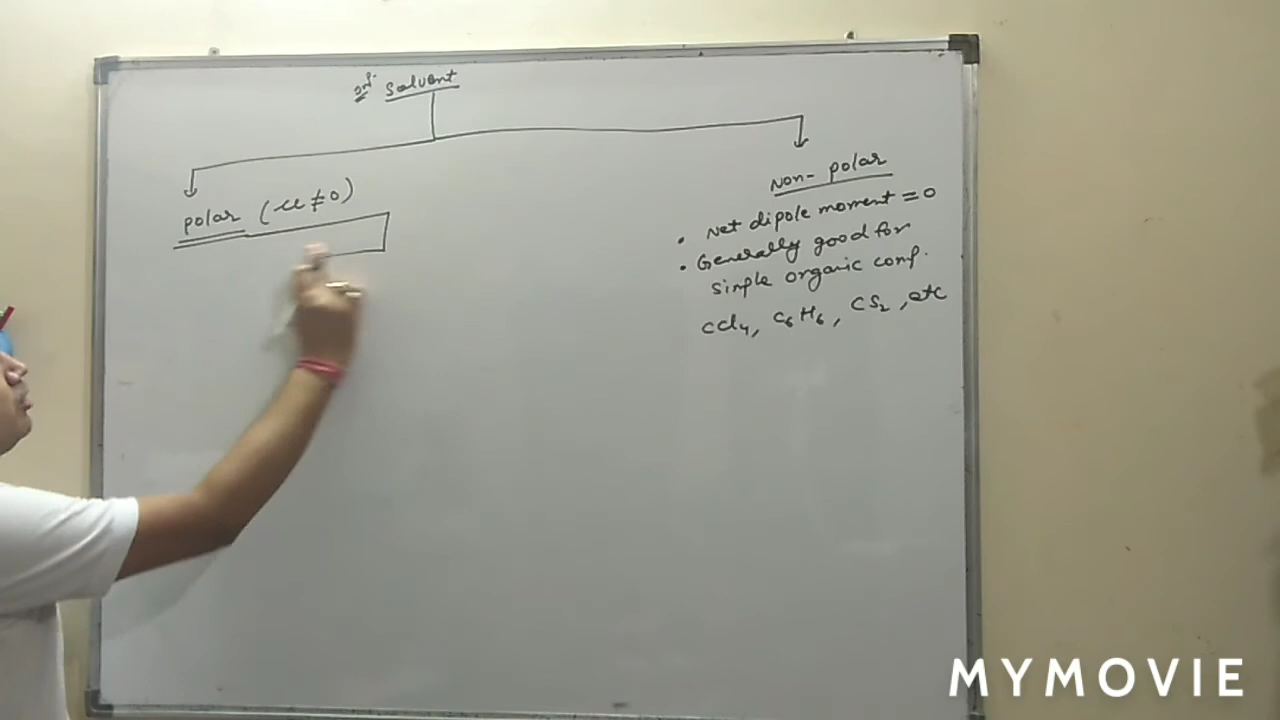 Solvent
polar (μ≠0)
Non-polar
• Net dipole moment = 0
• Generally good for
simple organic comp.
CCl₄, C₆H₆, CS₂, etc
MYMOVIE